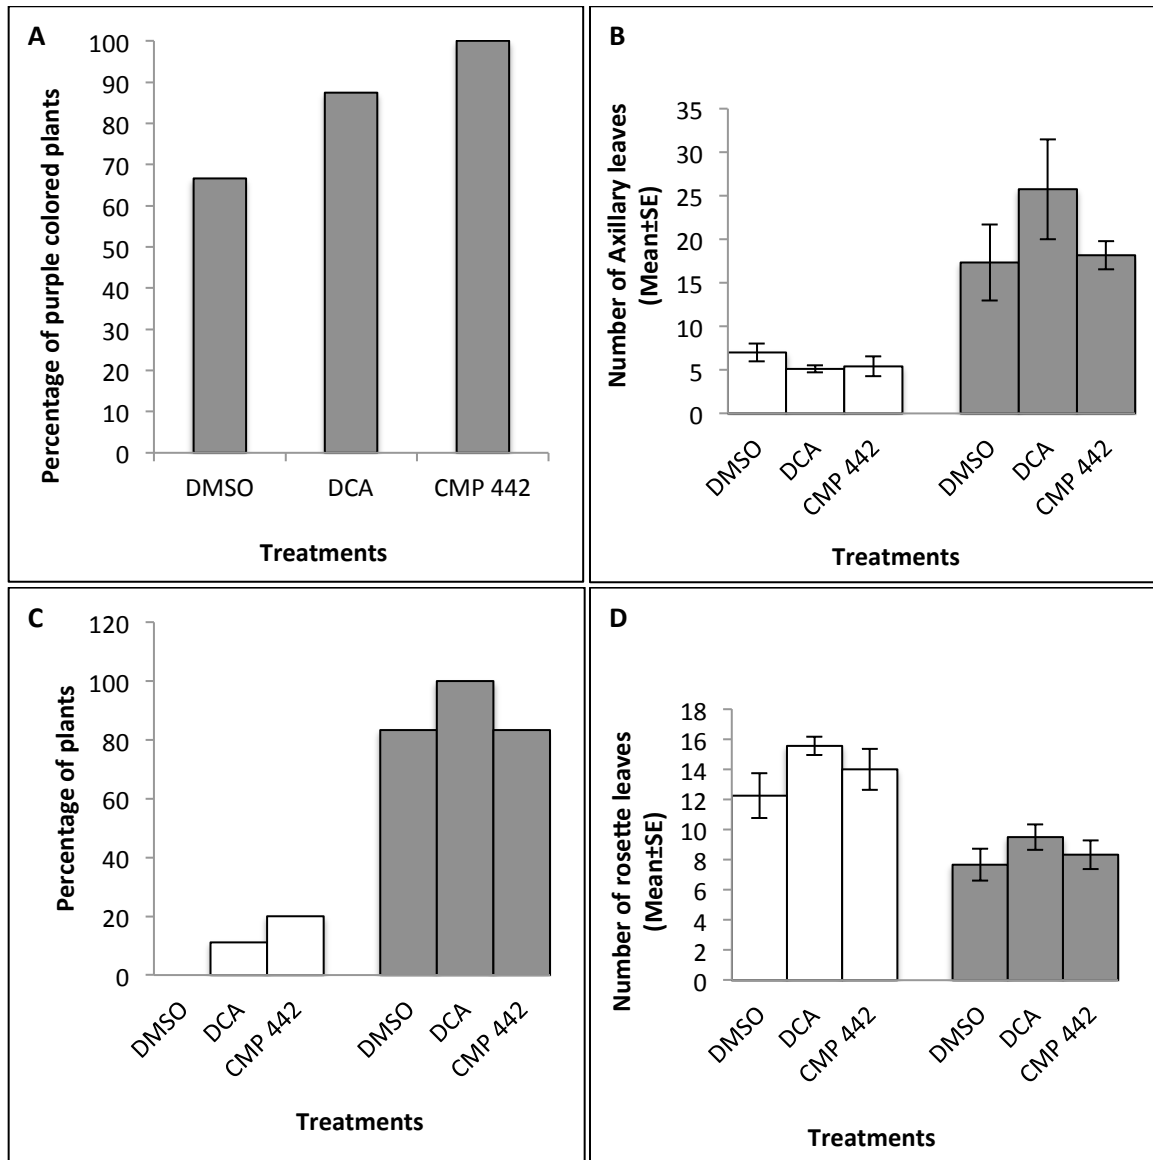 A
Percentage of purple colored plants
100
90
80
70
60
50
40
30
20
10
0
DMSO
DCA
CMP 442
Treatments
B
Number of Axillary leaves
(Mean±SE)
35
30
25
20
15
10
5
0
DMSO
DCA
CMP 442
DMSO
DCA
CMP 442
Treatments
C
Percentage of plants
120
100
80
60
40
20
0
DMSO
DCA
CMP 442
DMSO
DCA
CMP 442
Treatments
D
Number of rosette leaves
(Mean±SE)
18
16
14
12
10
8
6
4
2
0
DMSO
DCA
CMP 442
DMSO
DCA
CMP 442
Treatments